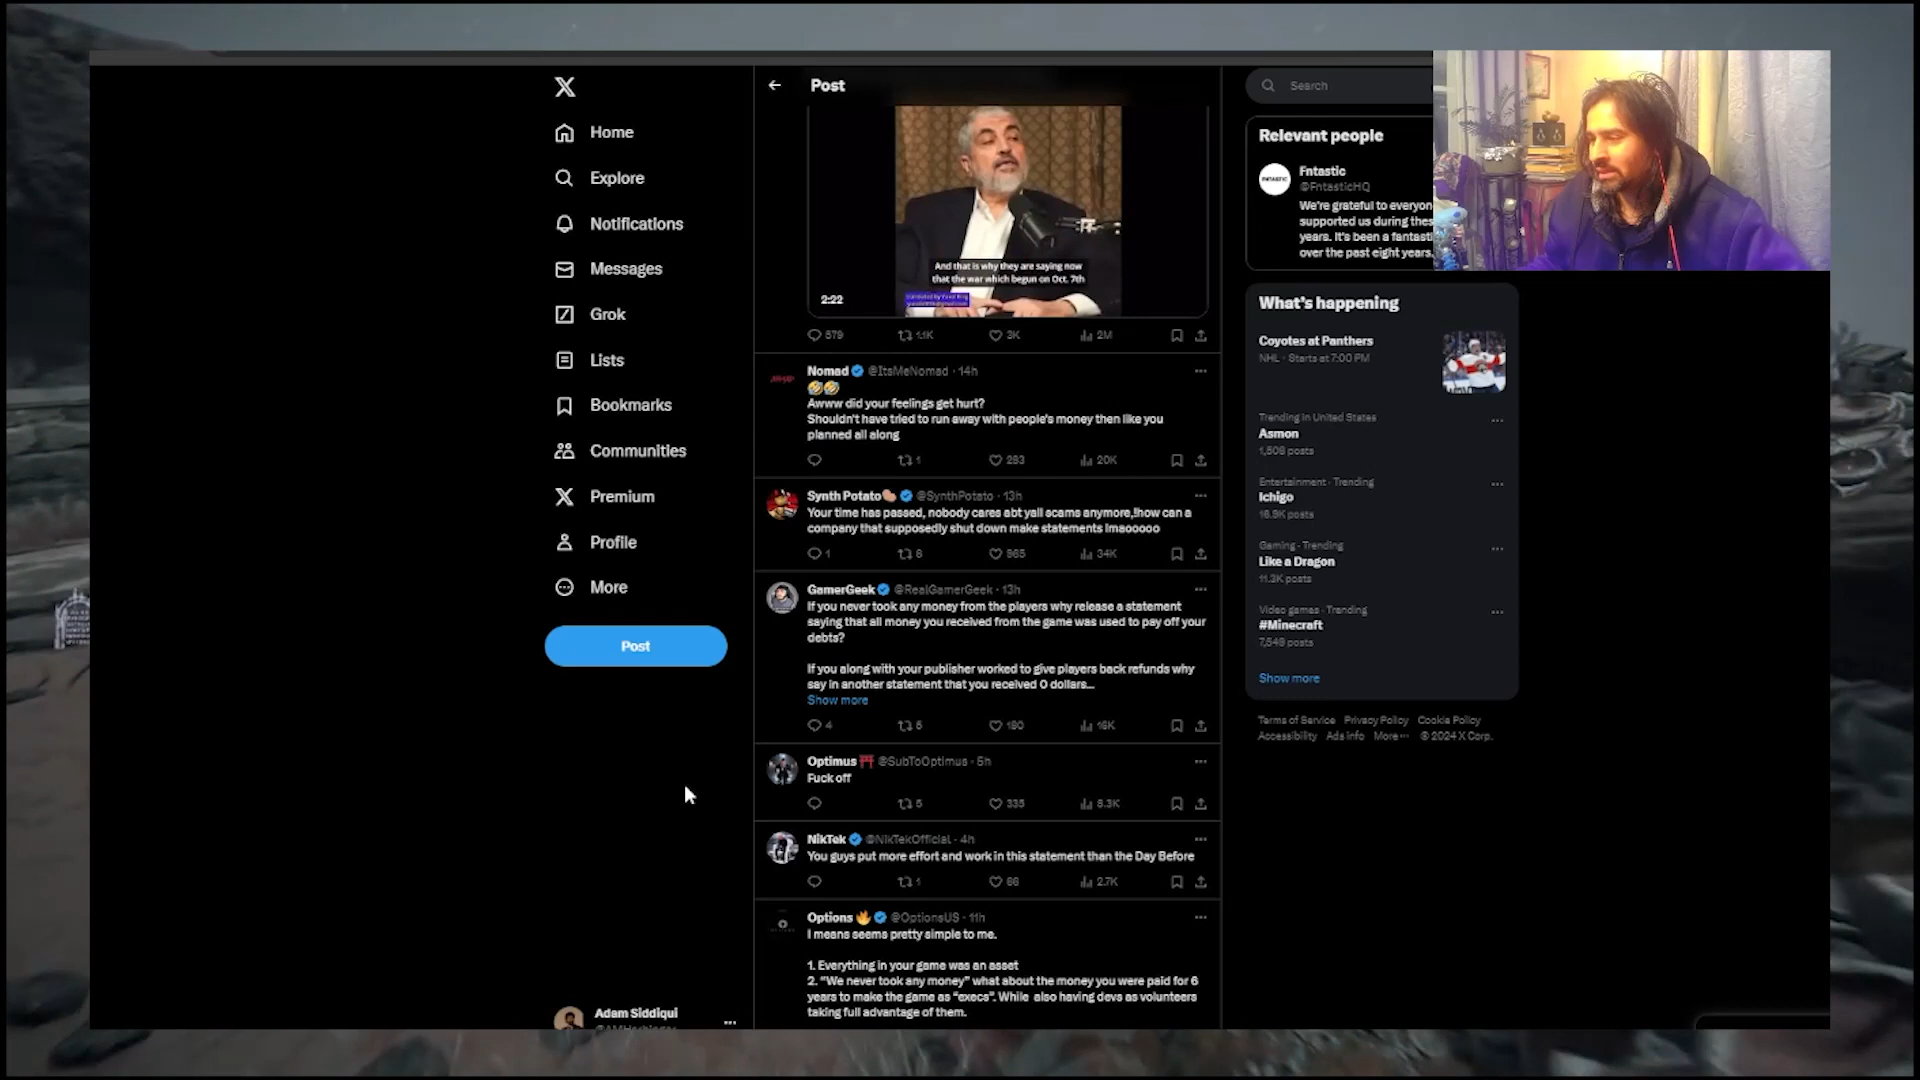 Home
Explore
Notifications
Messages
Grok
Lists
Bookmarks
Communities
Premium
Profile
More
Post
Adam Siddiqui
Post
And that is why they are saying now
that the war which begun on Oct. 7th
2:22
579
1.1K
3K
2M
Nomad @ItsMeNomad · 14h
🤣🤣
Awww did your feelings get hurt?
Shouldn't have tried to run away with people's money then like you
planned all along
1
293
20K
Synth Potato🥔 @SynthPotato · 13h
Your time has passed, nobody cares abt yall scams anymore,!how can a
company that supposedly shut down make statements lmaooooo
1
8
965
34K
GamerGeek @RealGamerGeek · 13h
If you never took any money from the players why release a statement
saying that all money you received from the game was used to pay off your
debts?
If you along with your publisher worked to give players back refunds why
say in another statement that you received 0 dollars...
Show more
4
5
190
16K
Optimus ⛩️ @SubToOptimus · 5h
Fuck off
5
335
8.3K
NikTek @NikTekOfficial · 4h
You guys put more effort and work in this statement than the Day Before
1
66
2.7K
Options 🔥 @OptionsUS · 11h
I means seems pretty simple to me.
1. Everything in your game was an asset
2. “We never took any money” what about the money you were paid for 6
years to make the game as “execs”. While also having devs as volunteers
taking full advantage of them.
Search
Relevant people
FNTASTIC
Fntastic
@FntasticHQ
We're grateful to everyon
supported us during thes
years. It's been a fantasti
over the past eight years.
What's happening
Coyotes at Panthers
NHL · Starts at 7:00 PM
Trending in United States
Asmon
1,509 posts
Entertainment · Trending
Ichigo
16.9K posts
Gaming · Trending
Like a Dragon
11.3K posts
Video games · Trending
#Minecraft
7,549 posts
Show more
Terms of Service Privacy Policy Cookie Policy
Accessibility Ads info More ··· © 2024 X Corp.